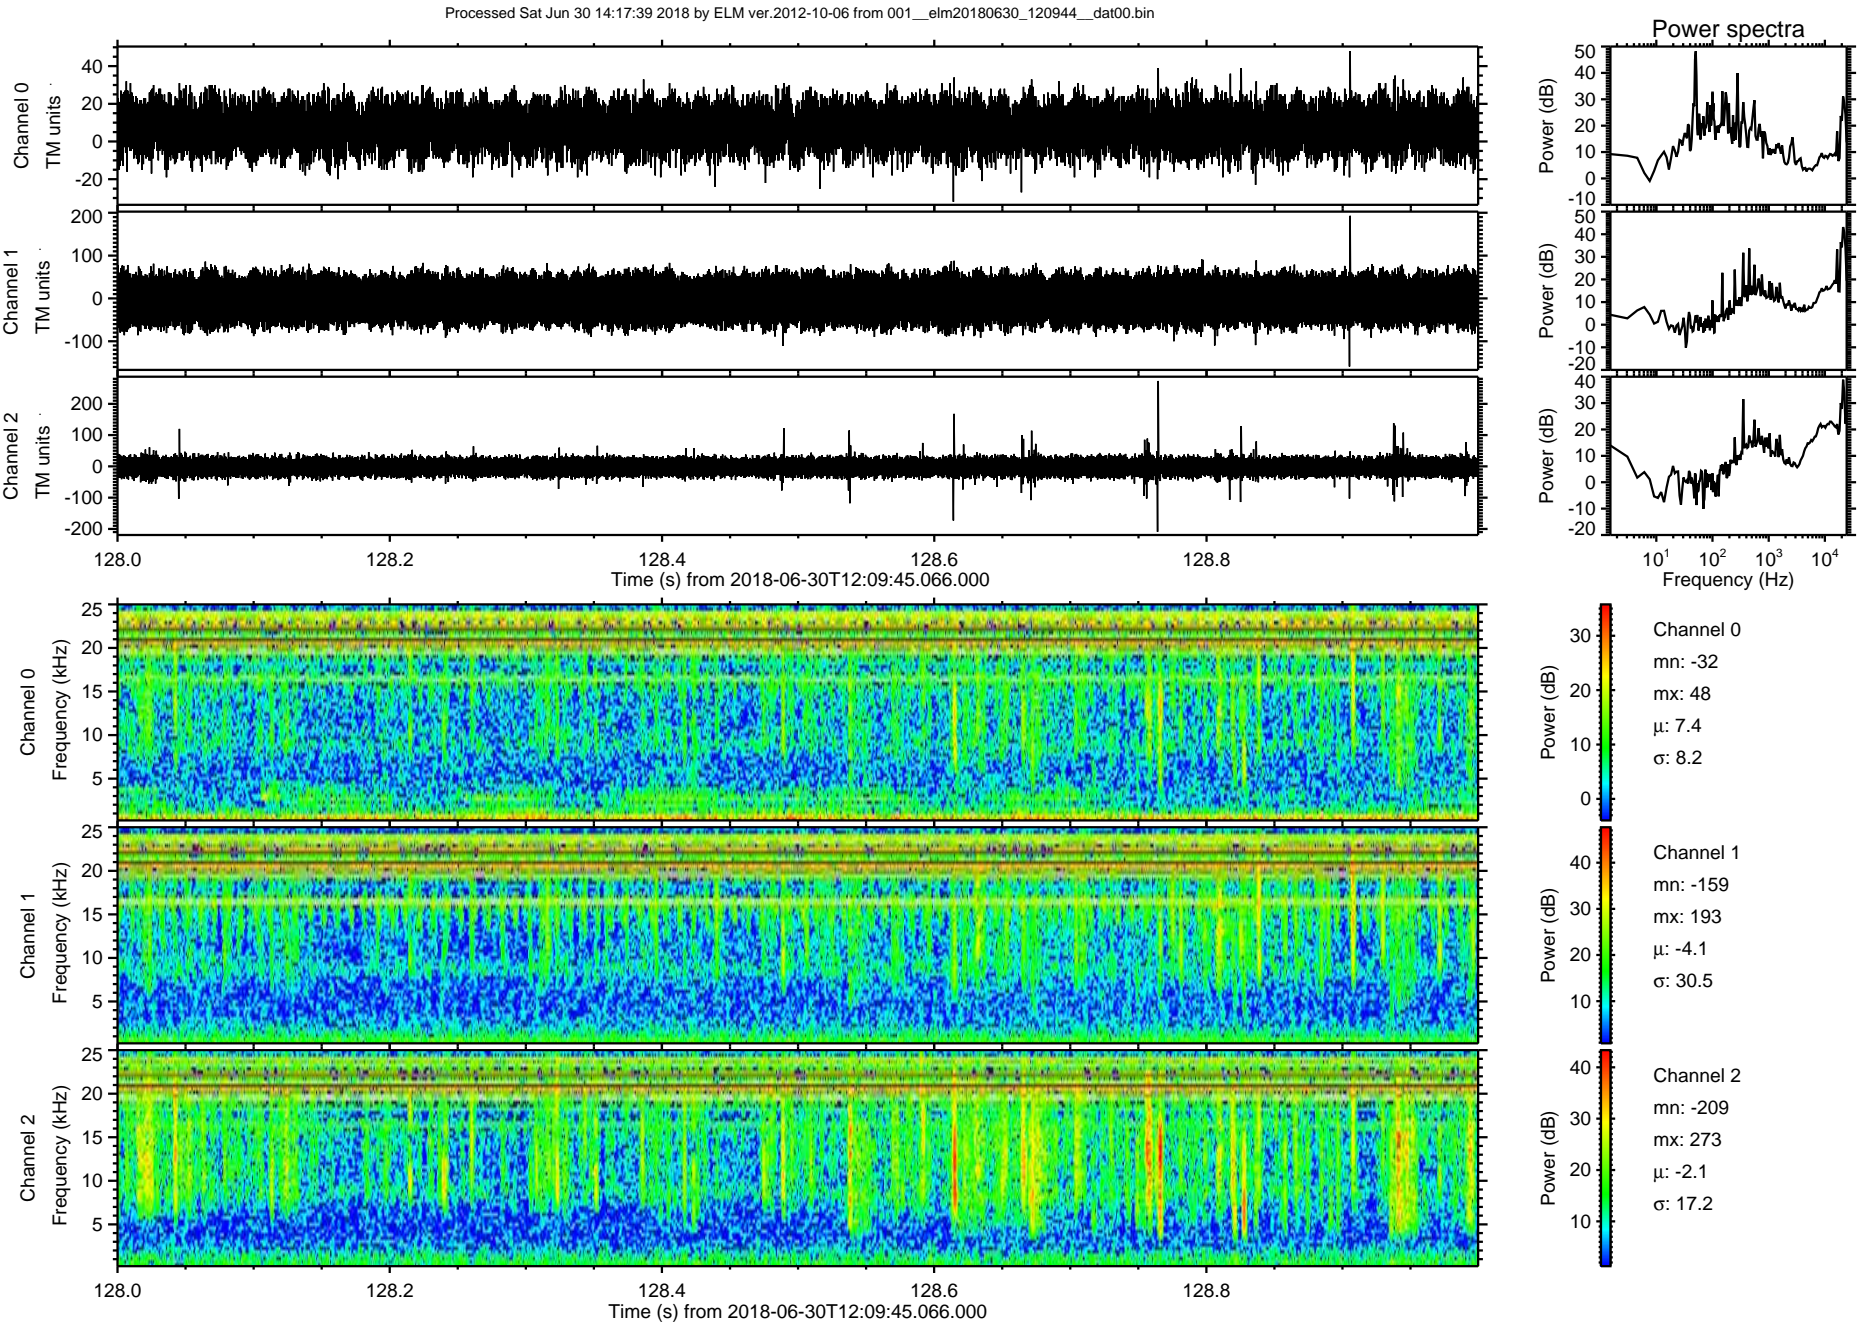 Processed Sat Jun 30 14:17:39 2018 by ELM ver.2012-10-06 from 001__elm20180630_120944__dat00.bin
Power spectra
Channel 0
TM units
40
20
0
-20
Power (dB)
50
40
30
20
10
0
-10
Channel 1
TM units
200
100
0
-100
Power (dB)
50
40
30
20
10
0
-10
-20
Channel 2
TM units
200
100
0
-100
-200
Power (dB)
40
30
20
10
0
-10
-20
128.0 128.2 128.4 128.6 128.8
Time (s) from 2018-06-30T12:09:45.066.000
10¹ 10² 10³ 10⁴
Frequency (Hz)
Channel 0
Frequency (kHz)
25
20
15
10
5
Power (dB)
30
20
10
0
Channel 0
mn: -32
mx: 48
μ: 7.4
σ: 8.2
Channel 1
Frequency (kHz)
25
20
15
10
5
Power (dB)
40
30
20
10
Channel 1
mn: -159
mx: 193
μ: -4.1
σ: 30.5
Channel 2
Frequency (kHz)
25
20
15
10
5
Power (dB)
40
30
20
10
Channel 2
mn: -209
mx: 273
μ: -2.1
σ: 17.2
128.0 128.2 128.4 128.6 128.8
Time (s) from 2018-06-30T12:09:45.066.000